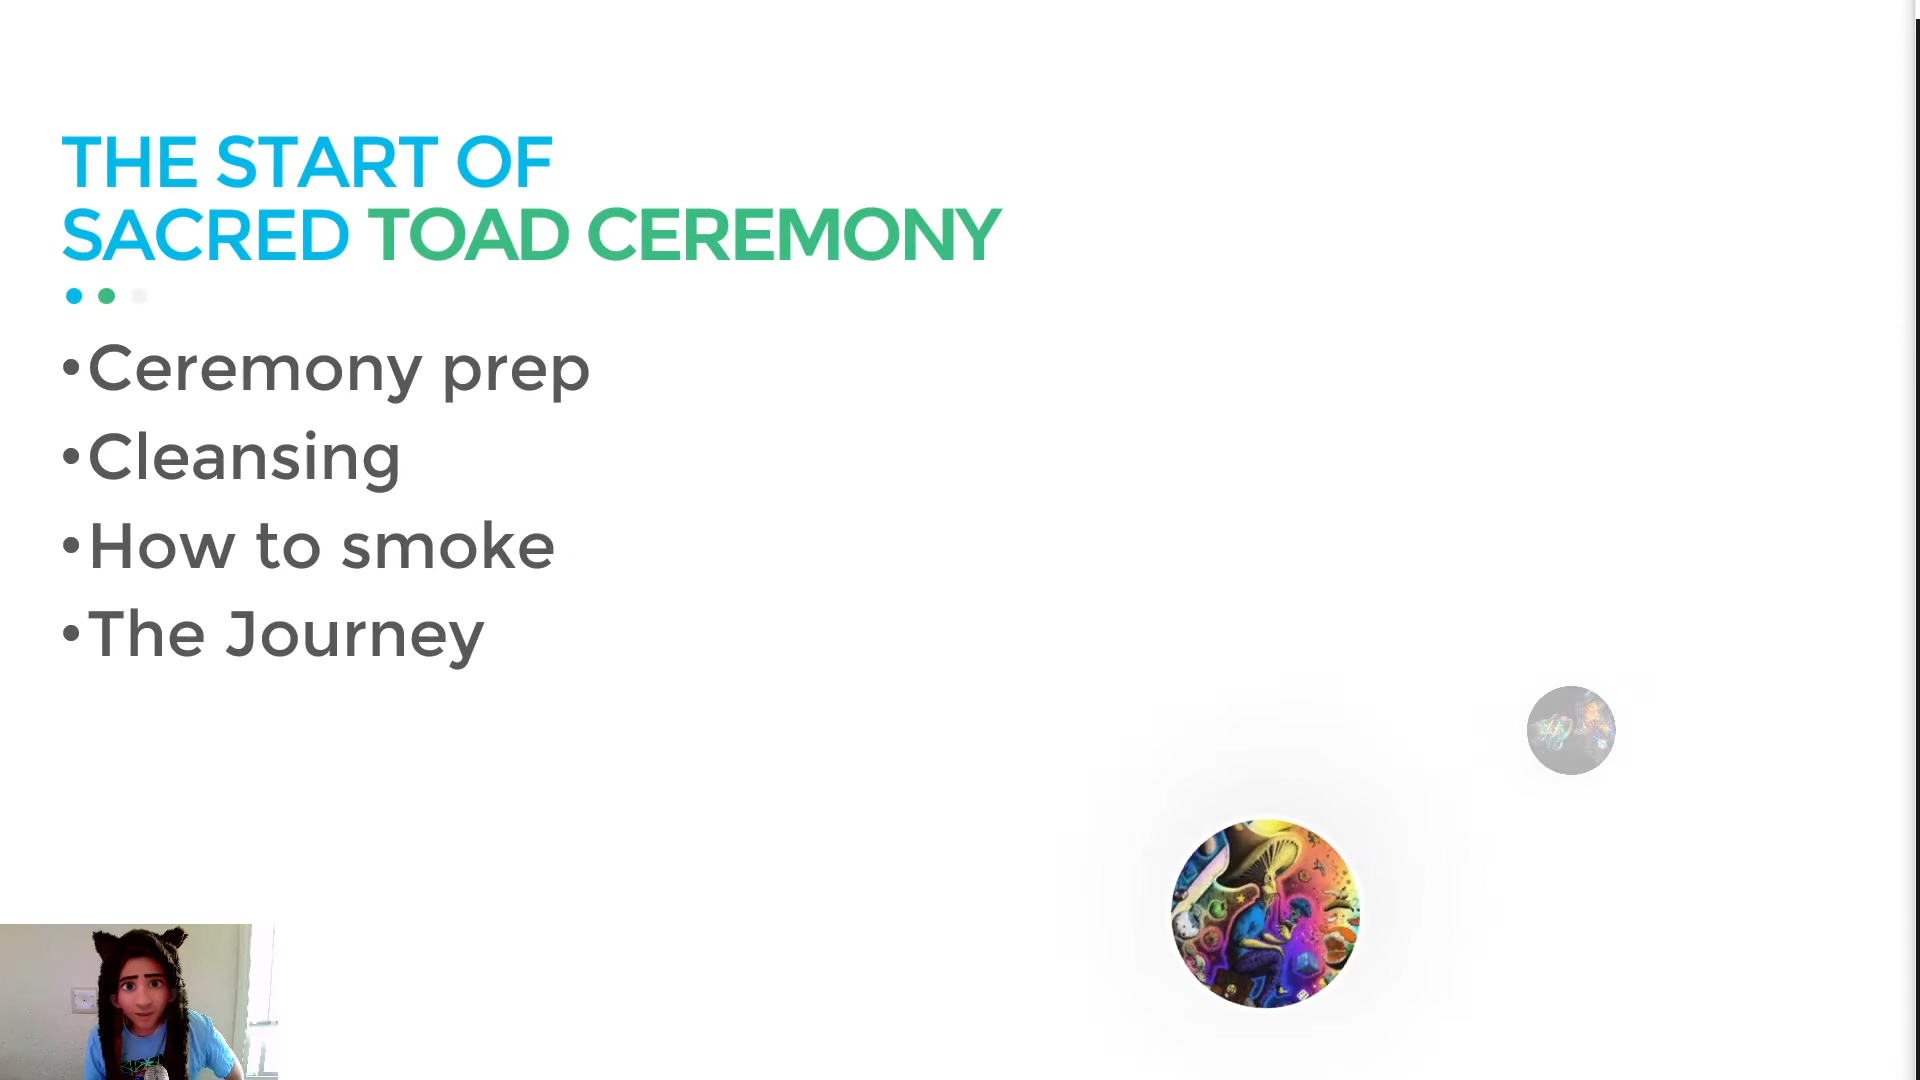 THE START OF
SACRED TOAD CEREMONY
•Ceremony prep
•Cleansing
•How to smoke
•The Journey